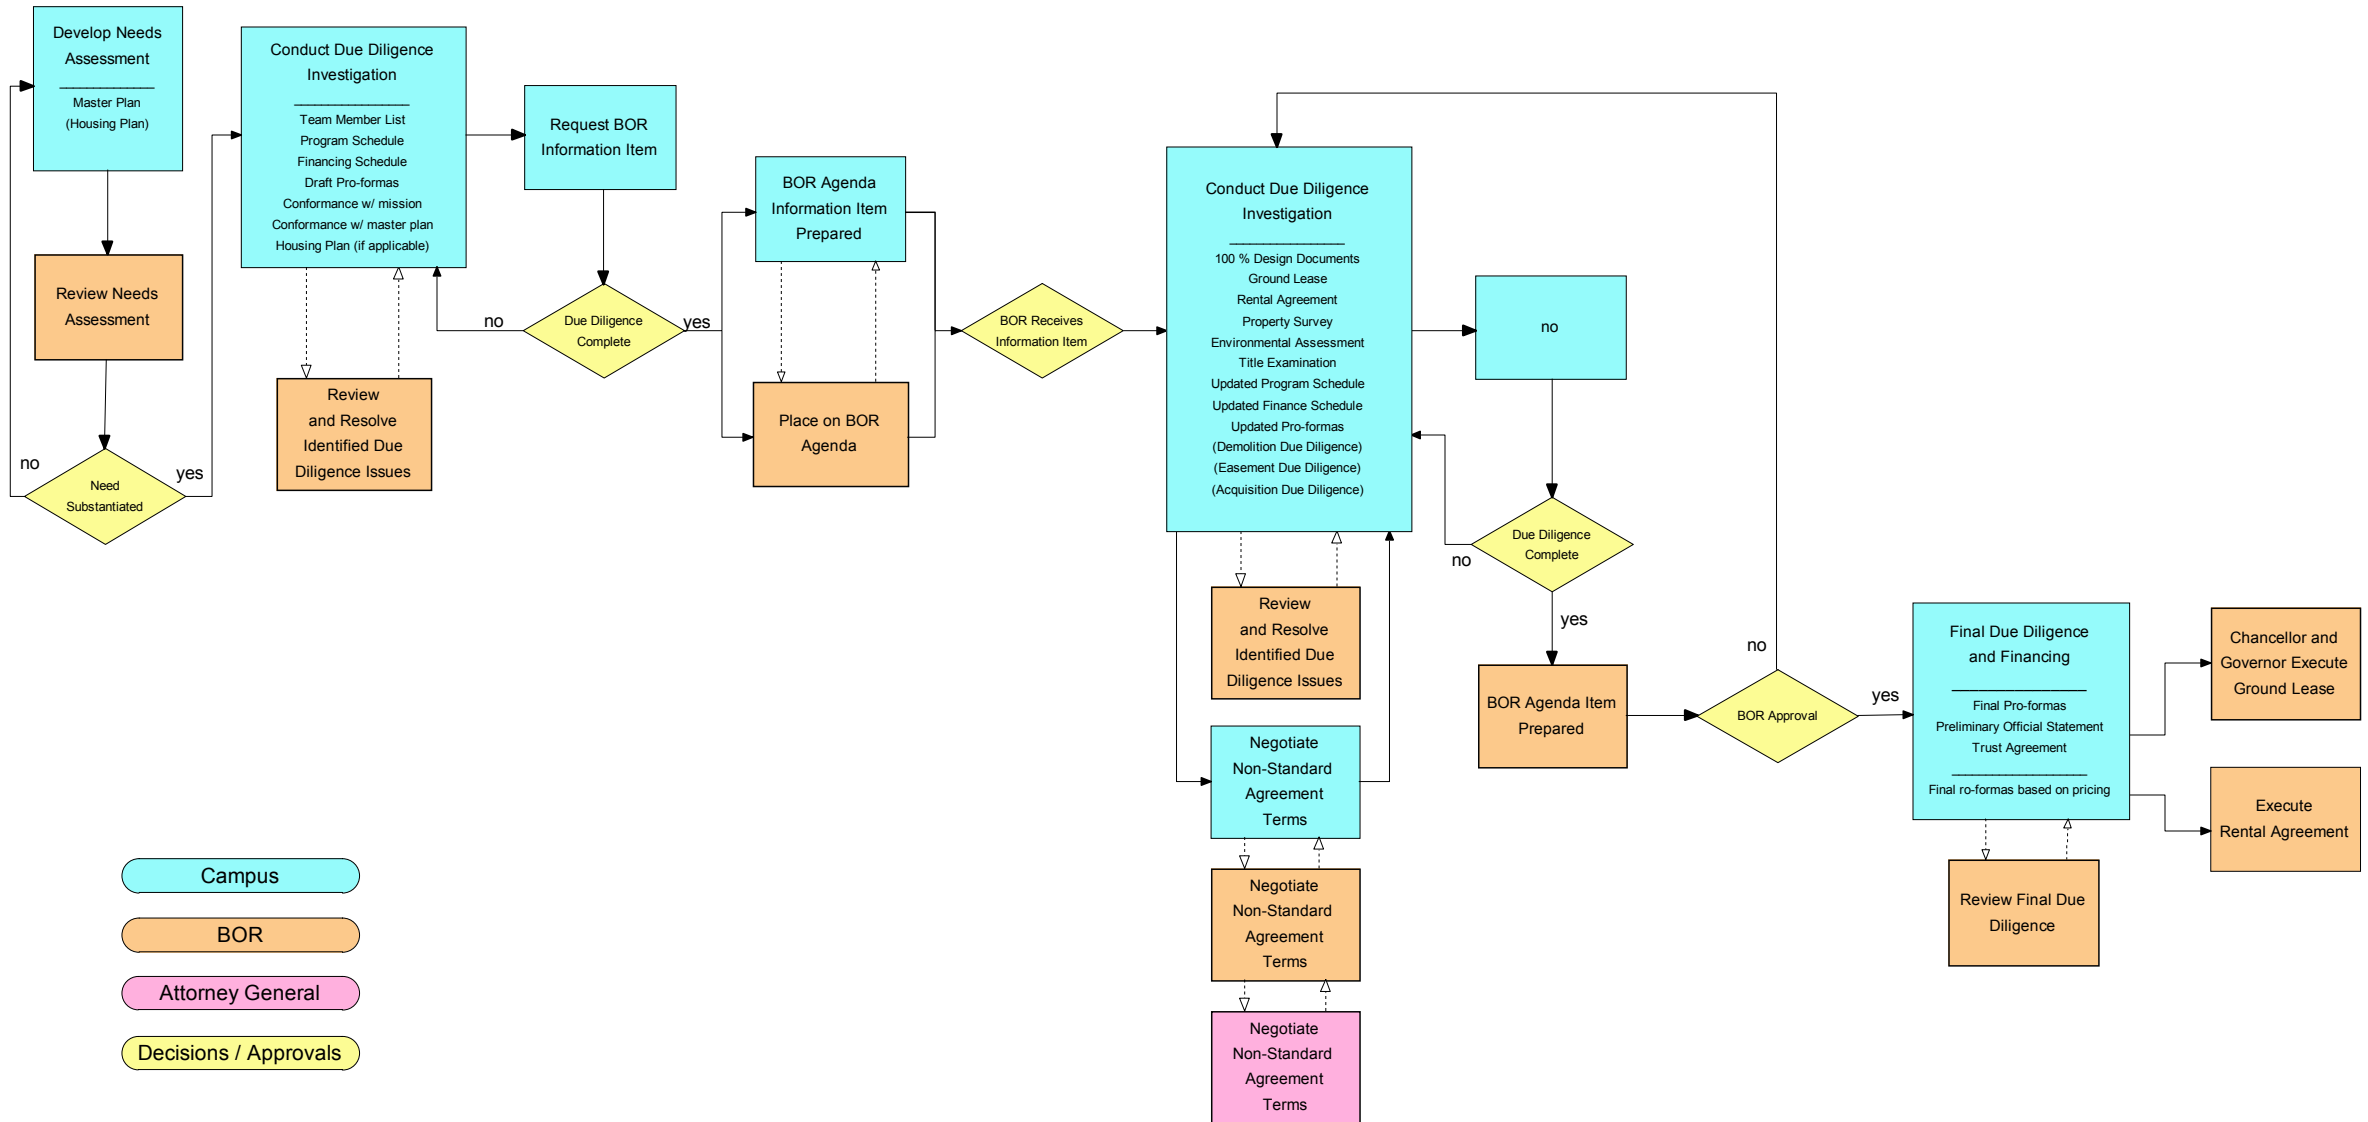 Develop Needs
Assessment
Master Plan
(Housing Plan)
Review Needs
Assessment
Need
Substantiated
no
yes
Conduct Due Diligence
Investigation
Team Member List
Program Schedule
Financing Schedule
Draft Pro-formas
Conformance w/ mission
Conformance w/ master plan
Housing Plan (if applicable)
Review
and Resolve
Identified Due
Diligence Issues
Request BOR
Information Item
Due Diligence
Complete
no
yes
BOR Agenda
Information Item
Prepared
Place on BOR
Agenda
BOR Receives
Information Item
Conduct Due Diligence
Investigation
100 % Design Documents
Ground Lease
Rental Agreement
Property Survey
Environmental Assessment
Title Examination
Updated Program Schedule
Updated Finance Schedule
Updated Pro-formas
(Demolition Due Diligence)
(Easement Due Diligence)
(Acquisition Due Diligence)
Review
and Resolve
Identified Due
Diligence Issues
Negotiate
Non-Standard
Agreement
Terms
Negotiate
Non-Standard
Agreement
Terms
Negotiate
Non-Standard
Agreement
Terms
no
Due Diligence
Complete
no
yes
BOR Agenda Item
Prepared
BOR Approval
no
yes
Final Due Diligence
and Financing
Final Pro-formas
Preliminary Official Statement
Trust Agreement
Final ro-formas based on pricing
Review Final Due
Diligence
Chancellor and
Governor Execute
Ground Lease
Execute
Rental Agreement
Campus
BOR
Attorney General
Decisions / Approvals